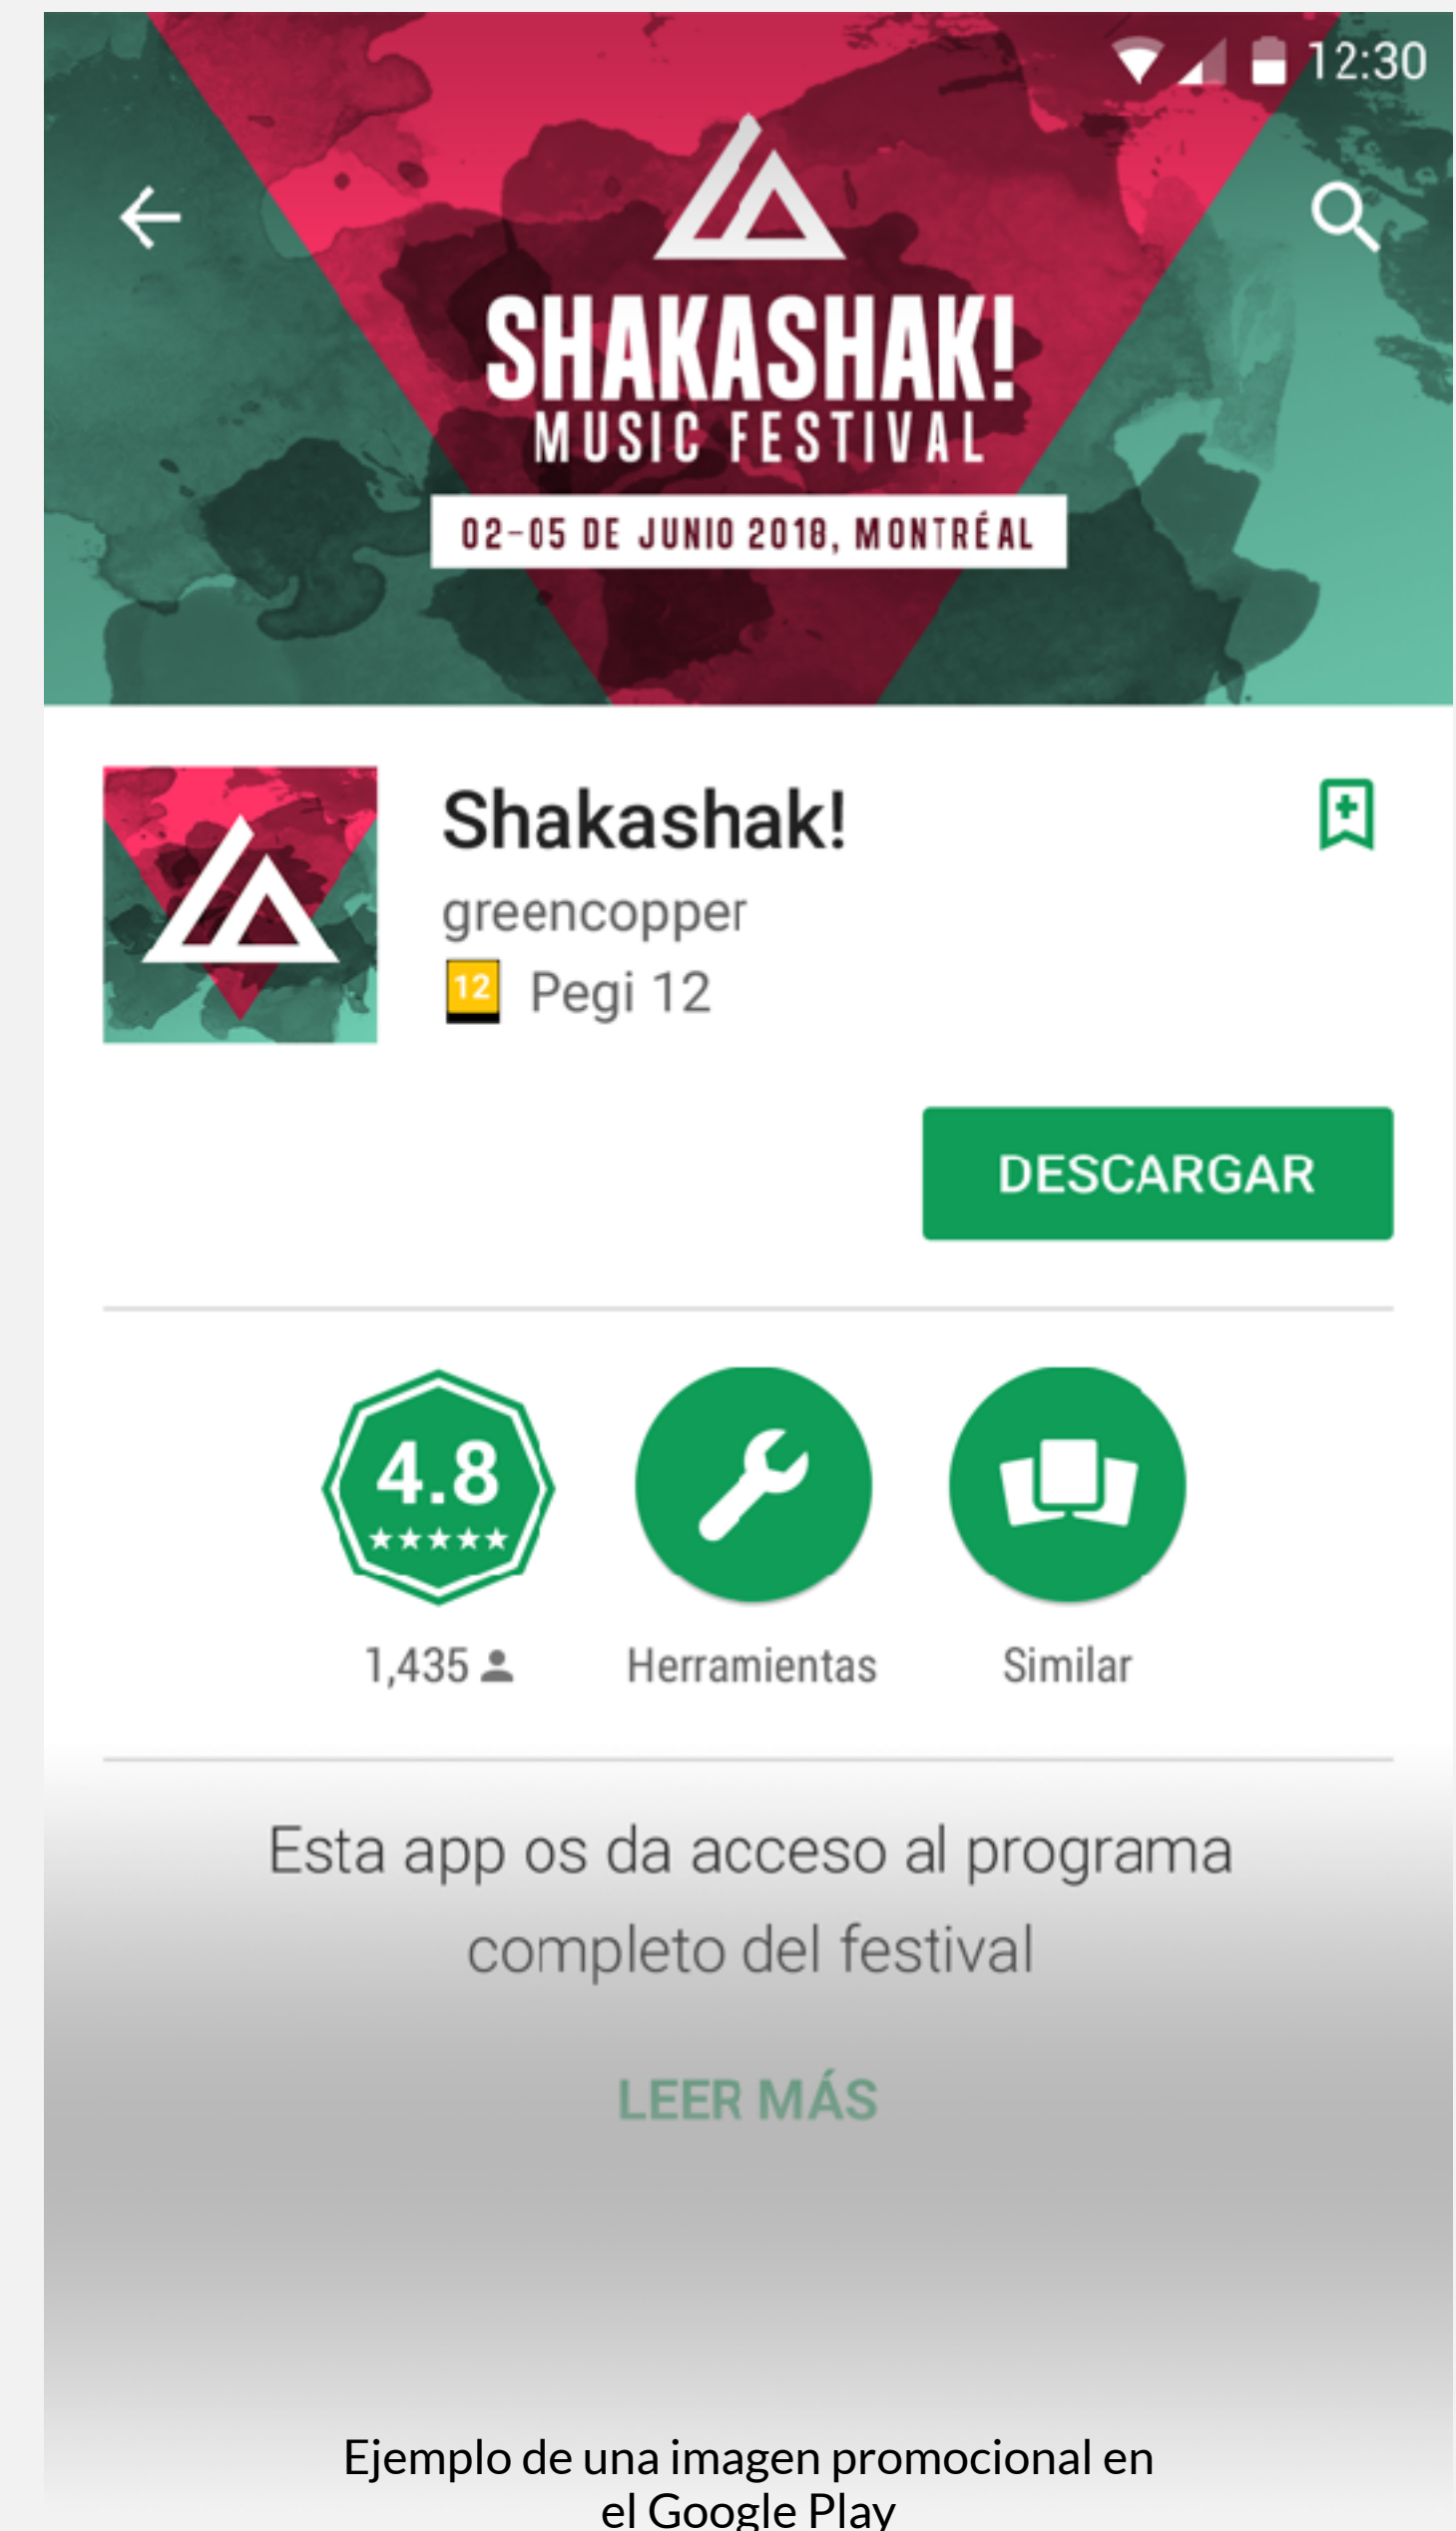 12:30
SHAKASHAK!
MUSIC FESTIVAL
02-05 DE JUNIO 2018, MONTRÉAL
Shakashak!
greencopper
12 Pegi 12
DESCARGAR
4.8
1,435
Herramientas
Similar
Esta app os da acceso al programa
completo del festival
LEER MÁS
Ejemplo de una imagen promocional en
el Google Play